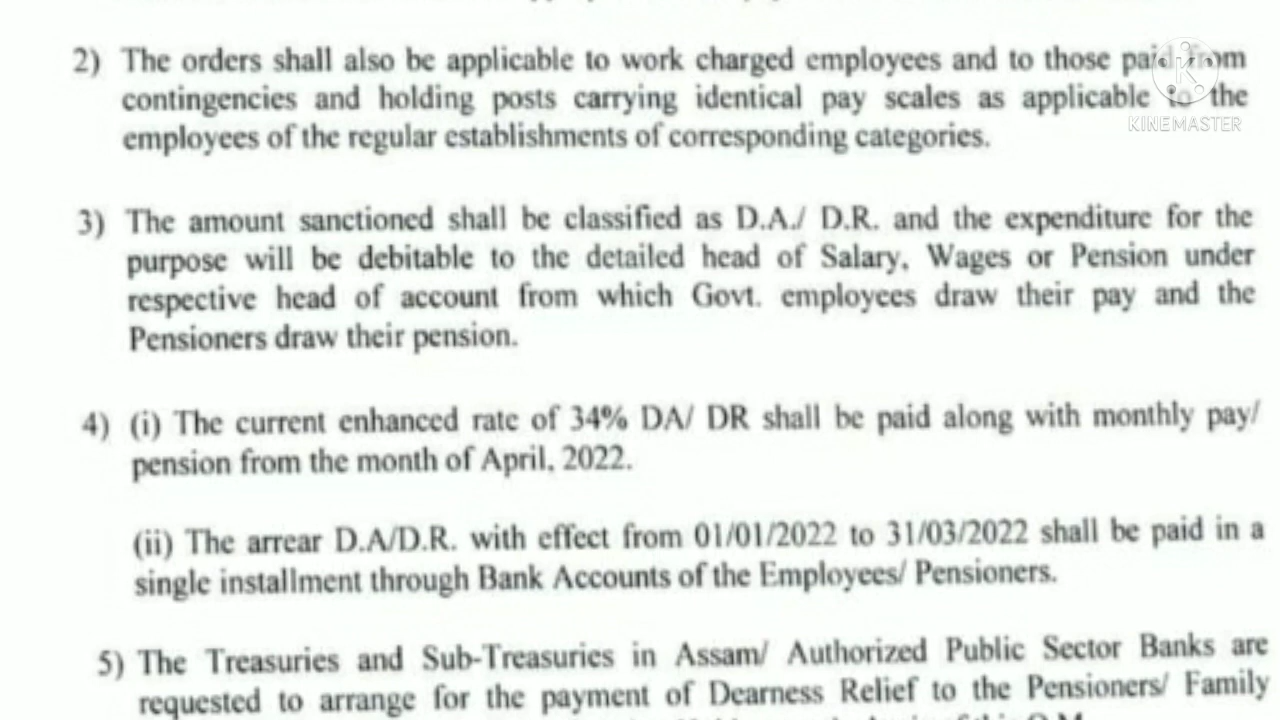 2) The orders shall also be applicable to work charged employees and to those paid from
contingencies and holding posts carrying identical pay scales as applicable to the
employees of the regular establishments of corresponding categories.
KINEMASTER
3) The amount sanctioned shall be classified as D.A./ D.R. and the expenditure for the
purpose will be debitable to the detailed head of Salary, Wages or Pension under
respective head of account from which Govt. employees draw their pay and the
Pensioners draw their pension.
4) (i) The current enhanced rate of 34% DA/ DR shall be paid along with monthly pay/
pension from the month of April, 2022.
(ii) The arrear D.A/D.R. with effect from 01/01/2022 to 31/03/2022 shall be paid in a
single installment through Bank Accounts of the Employees/ Pensioners.
5) The Treasuries and Sub-Treasuries in Assam/ Authorized Public Sector Banks are
requested to arrange for the payment of Dearness Relief to the Pensioners/ Family